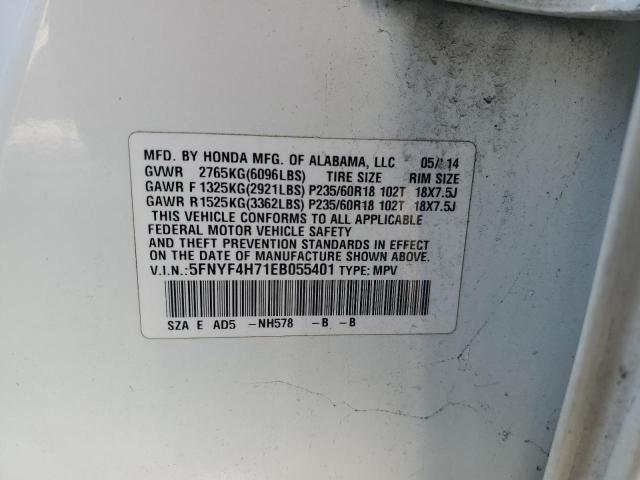 MFD. BY HONDA MFG. OF ALABAMA, LLC 05/ 14
GVWR 2765KG(6096LBS) TIRE SIZE RIM SIZE
GAWR F 1325KG(2921LBS) P235/60R18 102T 18X7.5J
GAWR R1525KG(3362LBS) P235/60R18 102T 18X7.5J
THIS VEHICLE CONFORMS TO ALL APPLICABLE
FEDERAL MOTOR VEHICLE SAFETY
AND THEFT PREVENTION STANDARDS IN EFFECT
ON THE DATE OF MANUFACTURE SHOWN ABOVE.
V.I.N.:5FNYF4H71EB055401 TYPE: MPV
SZA E AD5 -NH578 -B -B